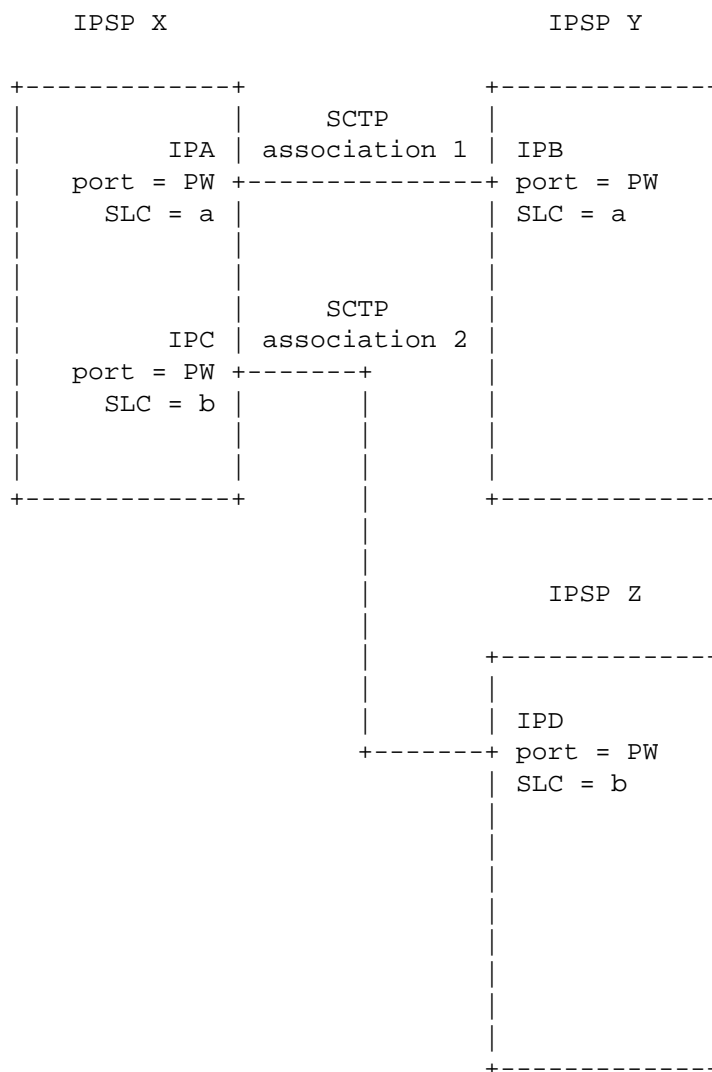 IPSP X IPSP Y
SCTP
IPA association 1 IPB
port = PW port = PW
SLC = a SLC = a
SCTP
IPC association 2
port = PW
SLC = b
IPSP Z
IPD
port = PW
SLC = b